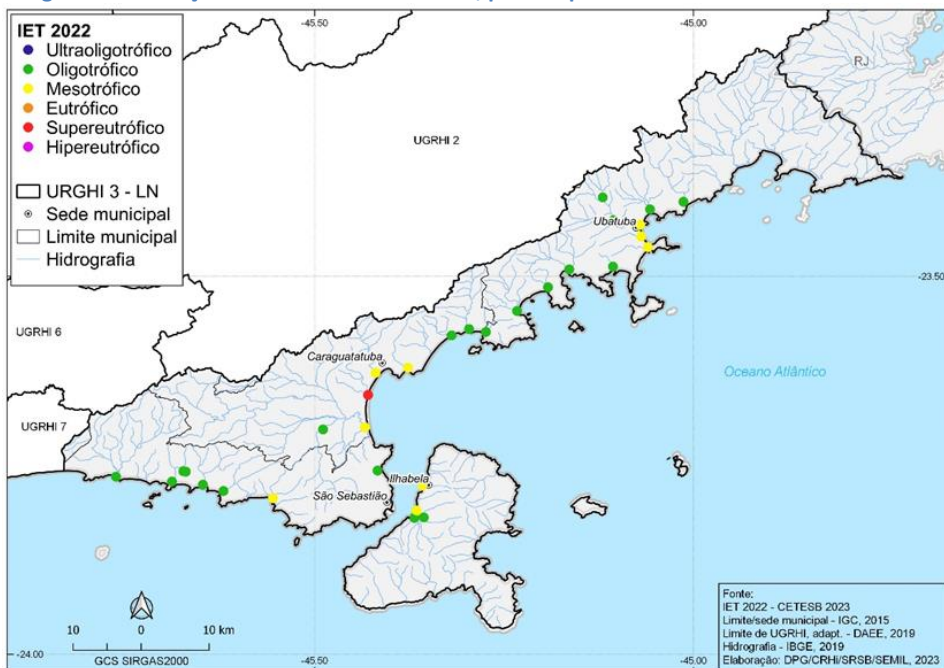 IET 2022
Ultraoligotrófico
Oligotrófico
Mesotrófico
Eutrófico
Supereutrófico
Hipereutrófico
URGHI 3 - LN
Sede municipal
Limite municipal
Hidrografia
-45.50
-45.00
RJ
UGRHI 2
Ubatuba
-23.50
UGRHI 6
Caraguatatuba
Oceano Atlântico
UGRHI 7
Ilhabela
São Sebastião
10 0 10 km
GCS SIRGAS2000
Fonte:
IET 2022 - CETESB 2023
Limite/sede municipal - IGC, 2015
Limite de UGRHI, adapt. - DAEE, 2019
Hidrografia - IBGE, 2019
Elaboração: DPG/CRHi/SRSB/SEMIL, 2023
-24.00
-45.50
-45.00